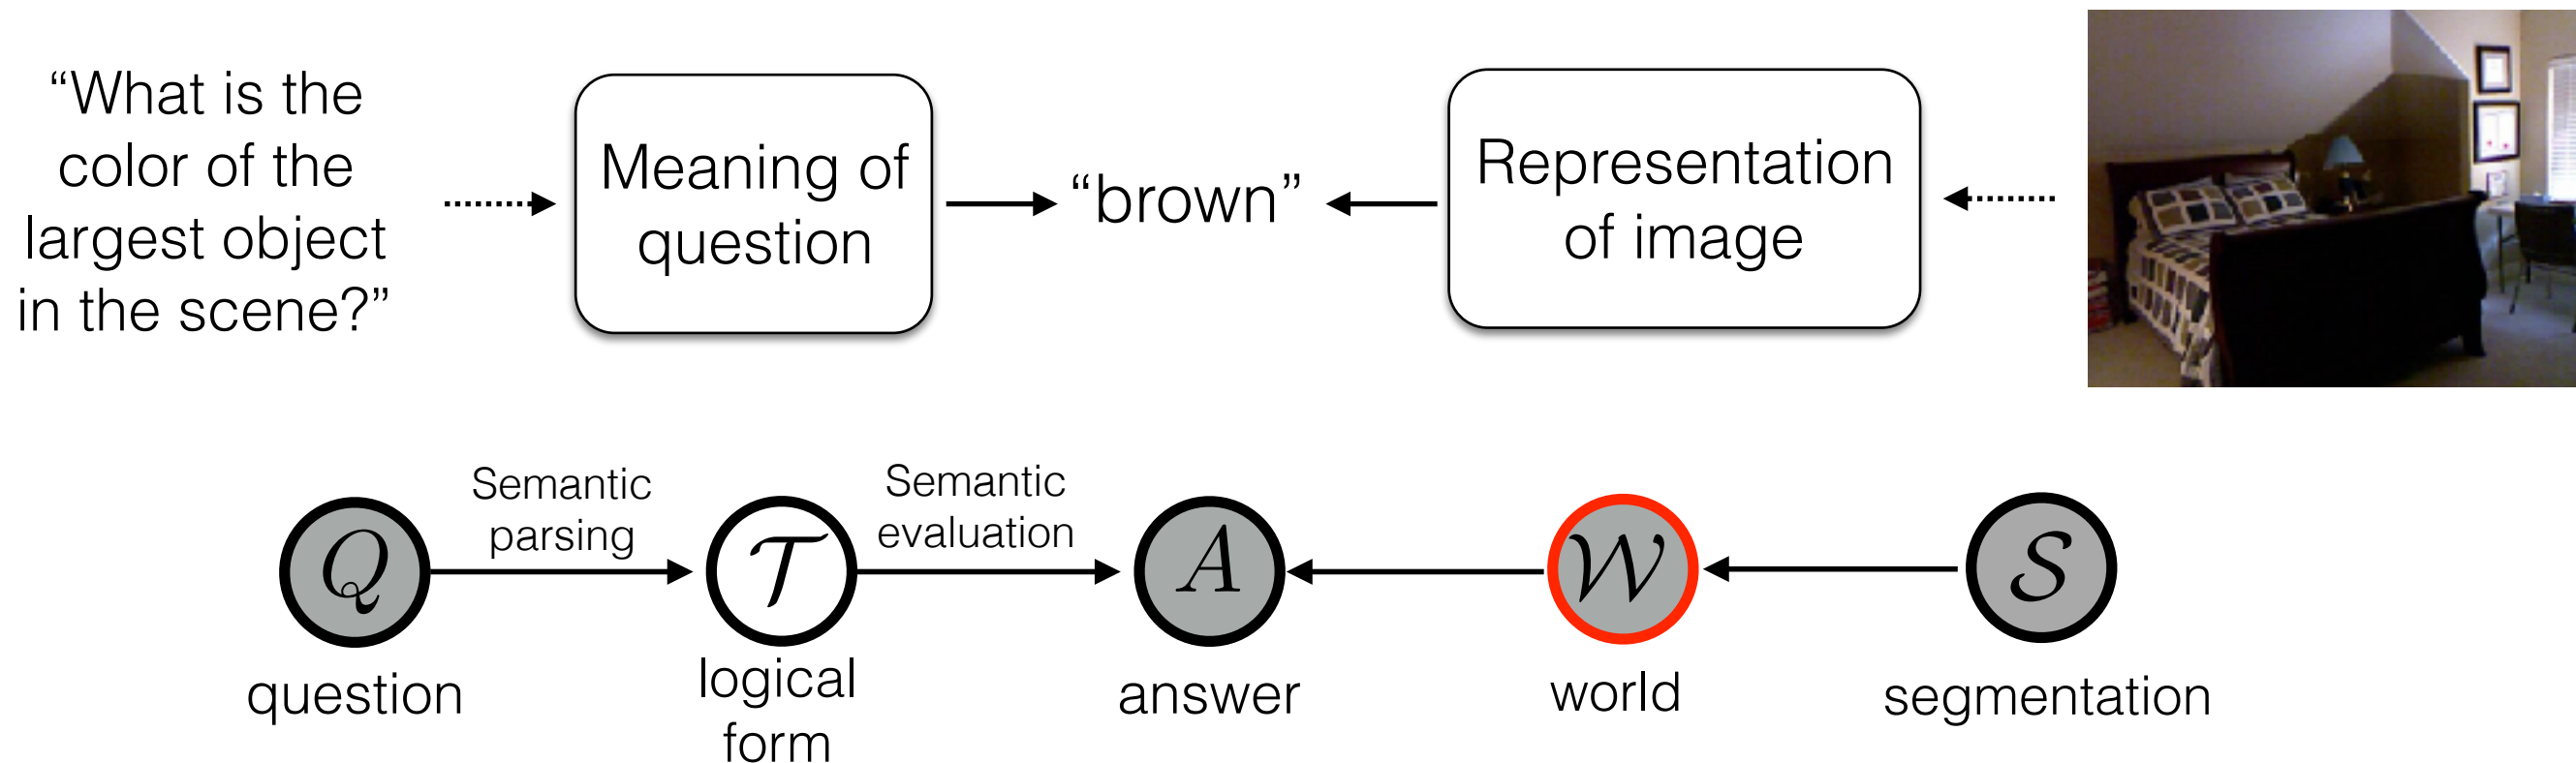 “What is the
color of the
largest object
in the scene?”
Meaning of
question
“brown”
Representation
of image
Semantic
parsing
Semantic
evaluation
Q
T
A
W
S
question
logical
form
answer
world
segmentation